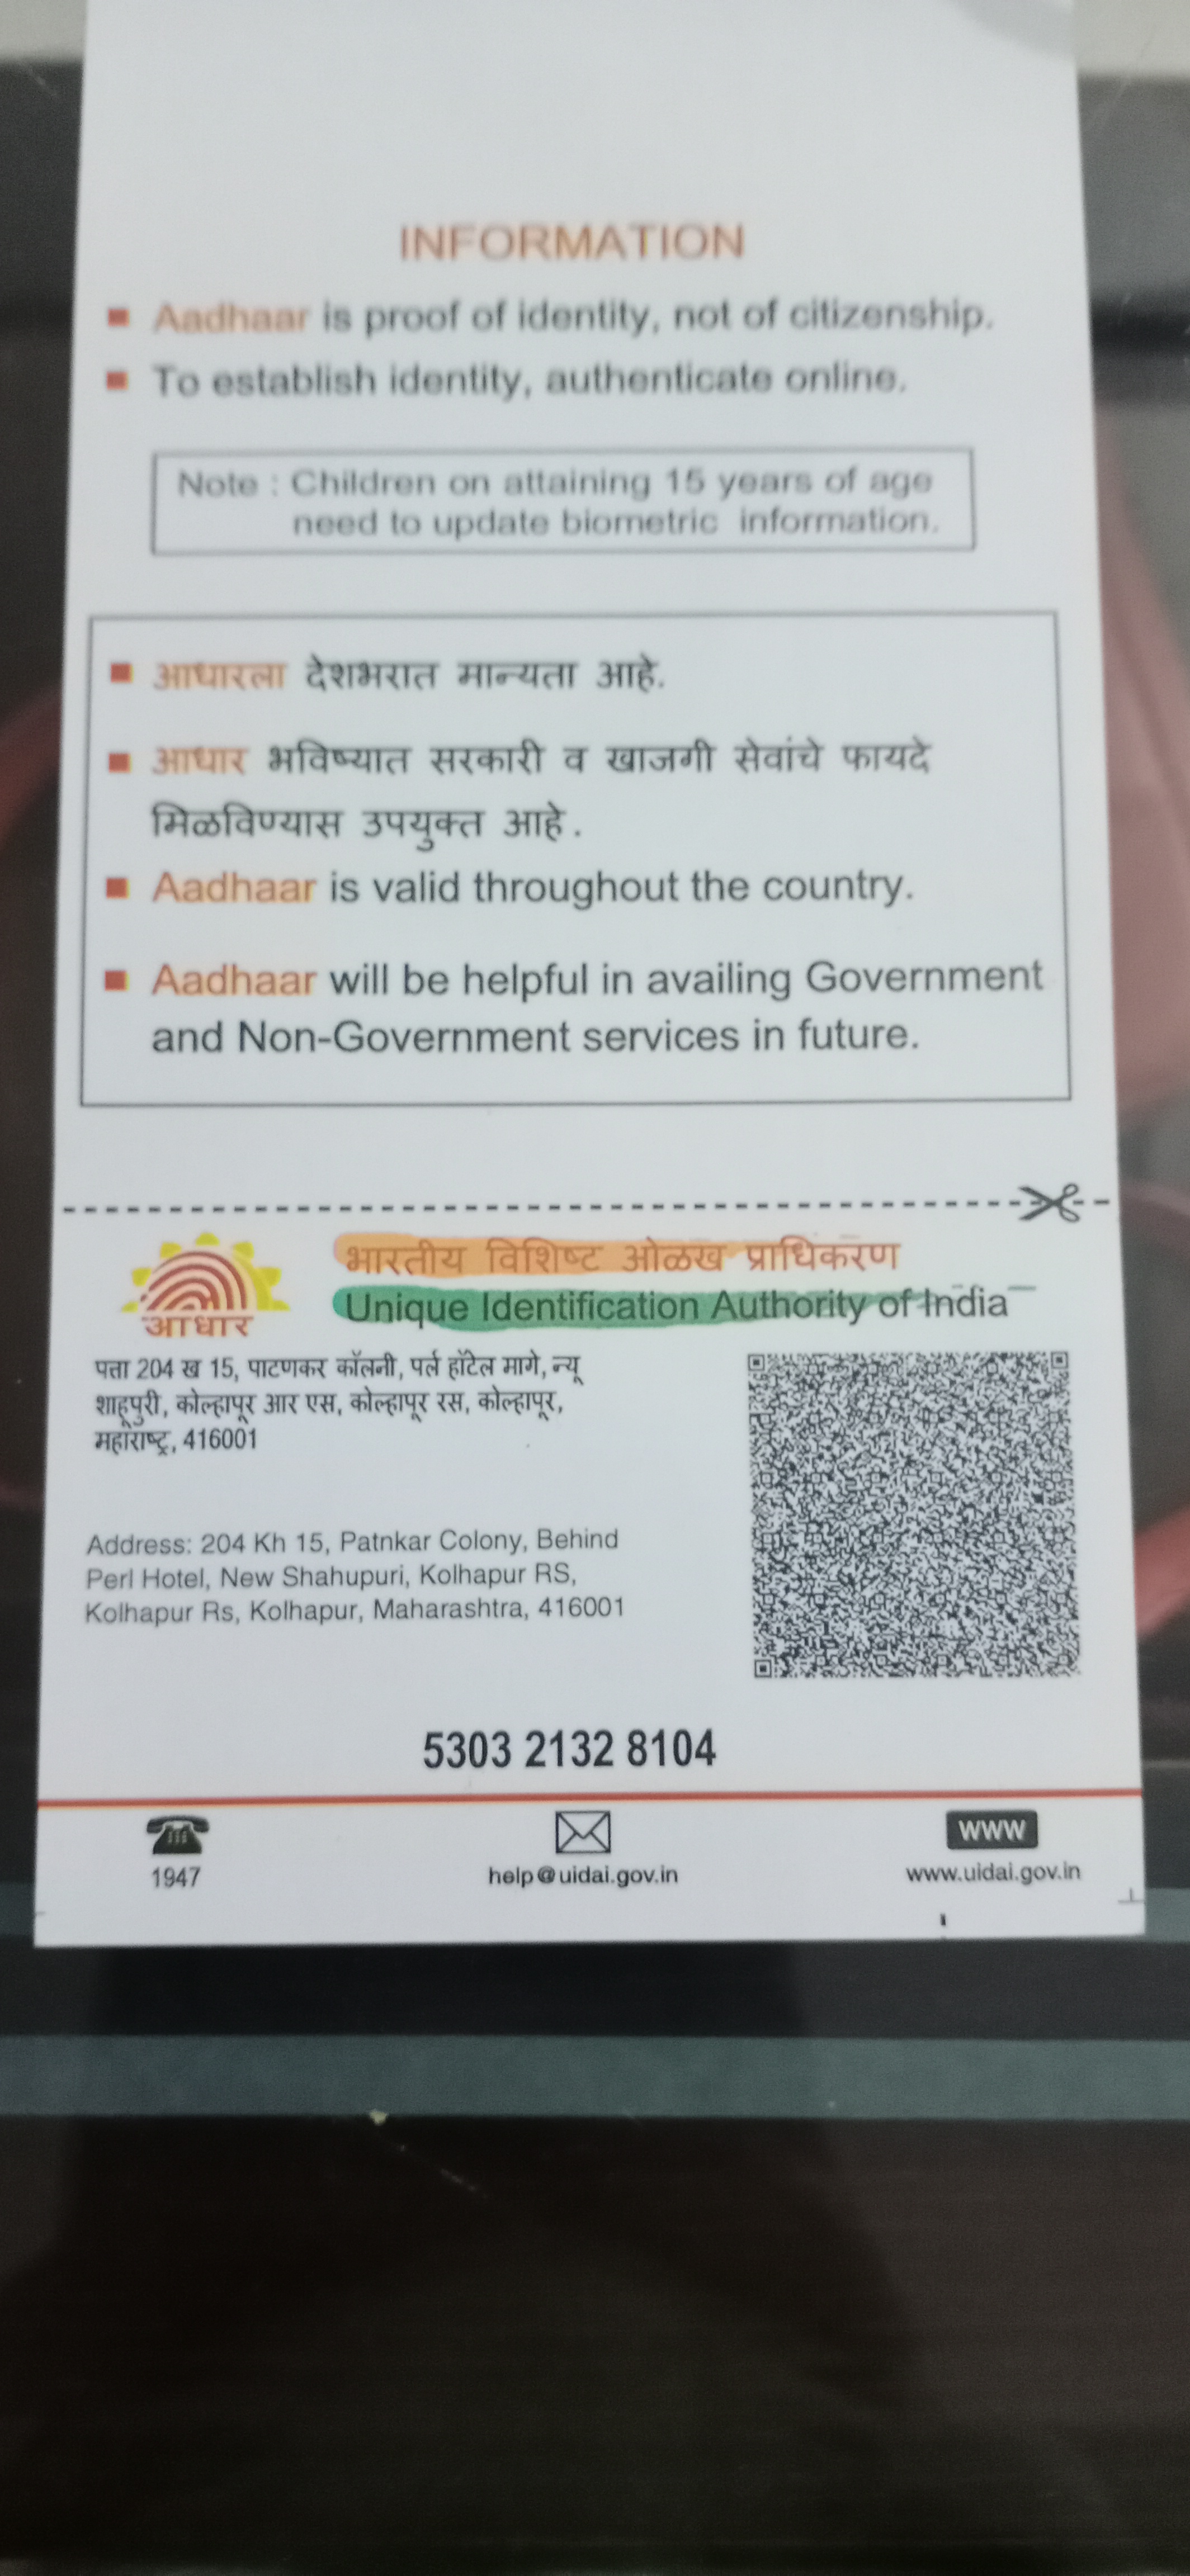 INFORMATION
Aadhaar is proof of identity, not of citizenship.
To establish identity, authenticate online.
Note : Children on attaining 15 years of age
need to update biometric information.
आधारला देशभरात मान्यता आहे.
आधार भविष्यात सरकारी व खाजगी सेवांचे फायदे
मिळविण्यास उपयुक्त आहे.
Aadhaar is valid throughout the country.
Aadhaar will be helpful in availing Government
and Non-Government services in future.
भारतीय विशिष्ट ओळख प्राधिकरण
Unique Identification Authority of India
आधार
पत्ता 204 ख 15, पाटणकर कॉलनी, पर्ल हॉटेल मागे, न्यू
शाहूपुरी, कोल्हापूर आर एस, कोल्हापूर रस, कोल्हापूर,
महाराष्ट्र, 416001
Address: 204 Kh 15, Patnkar Colony, Behind
Perl Hotel, New Shahupuri, Kolhapur RS,
Kolhapur Rs, Kolhapur, Maharashtra, 416001
5303 2132 8104
WWW
1947
help@uidai.gov.in
www.uidai.gov.in